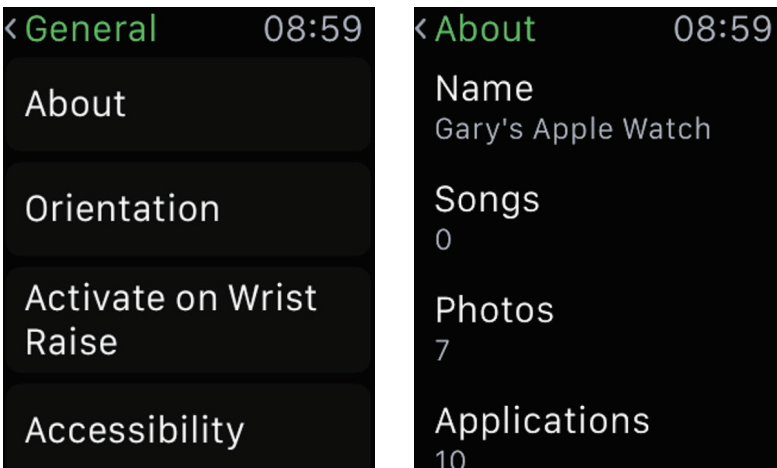 General 08:59
About
Orientation
Activate on Wrist
Raise
Accessibility
About 08:59
Name
Gary's Apple Watch
Songs
0
Photos
7
Applications
10